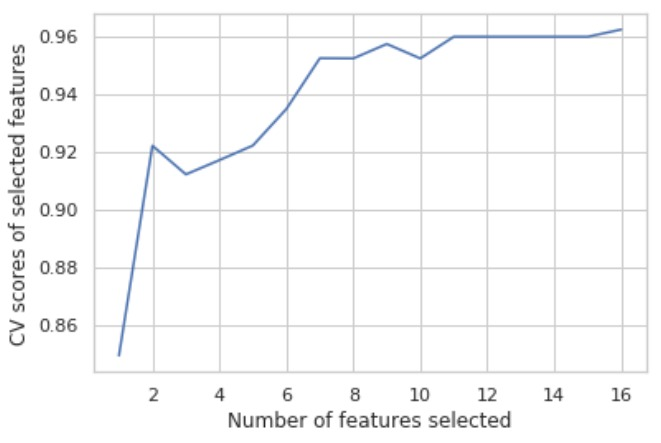 CV scores of selected features
0.96
0.94
0.92
0.90
0.88
0.86
2 4 6 8 10 12 14 16
Number of features selected